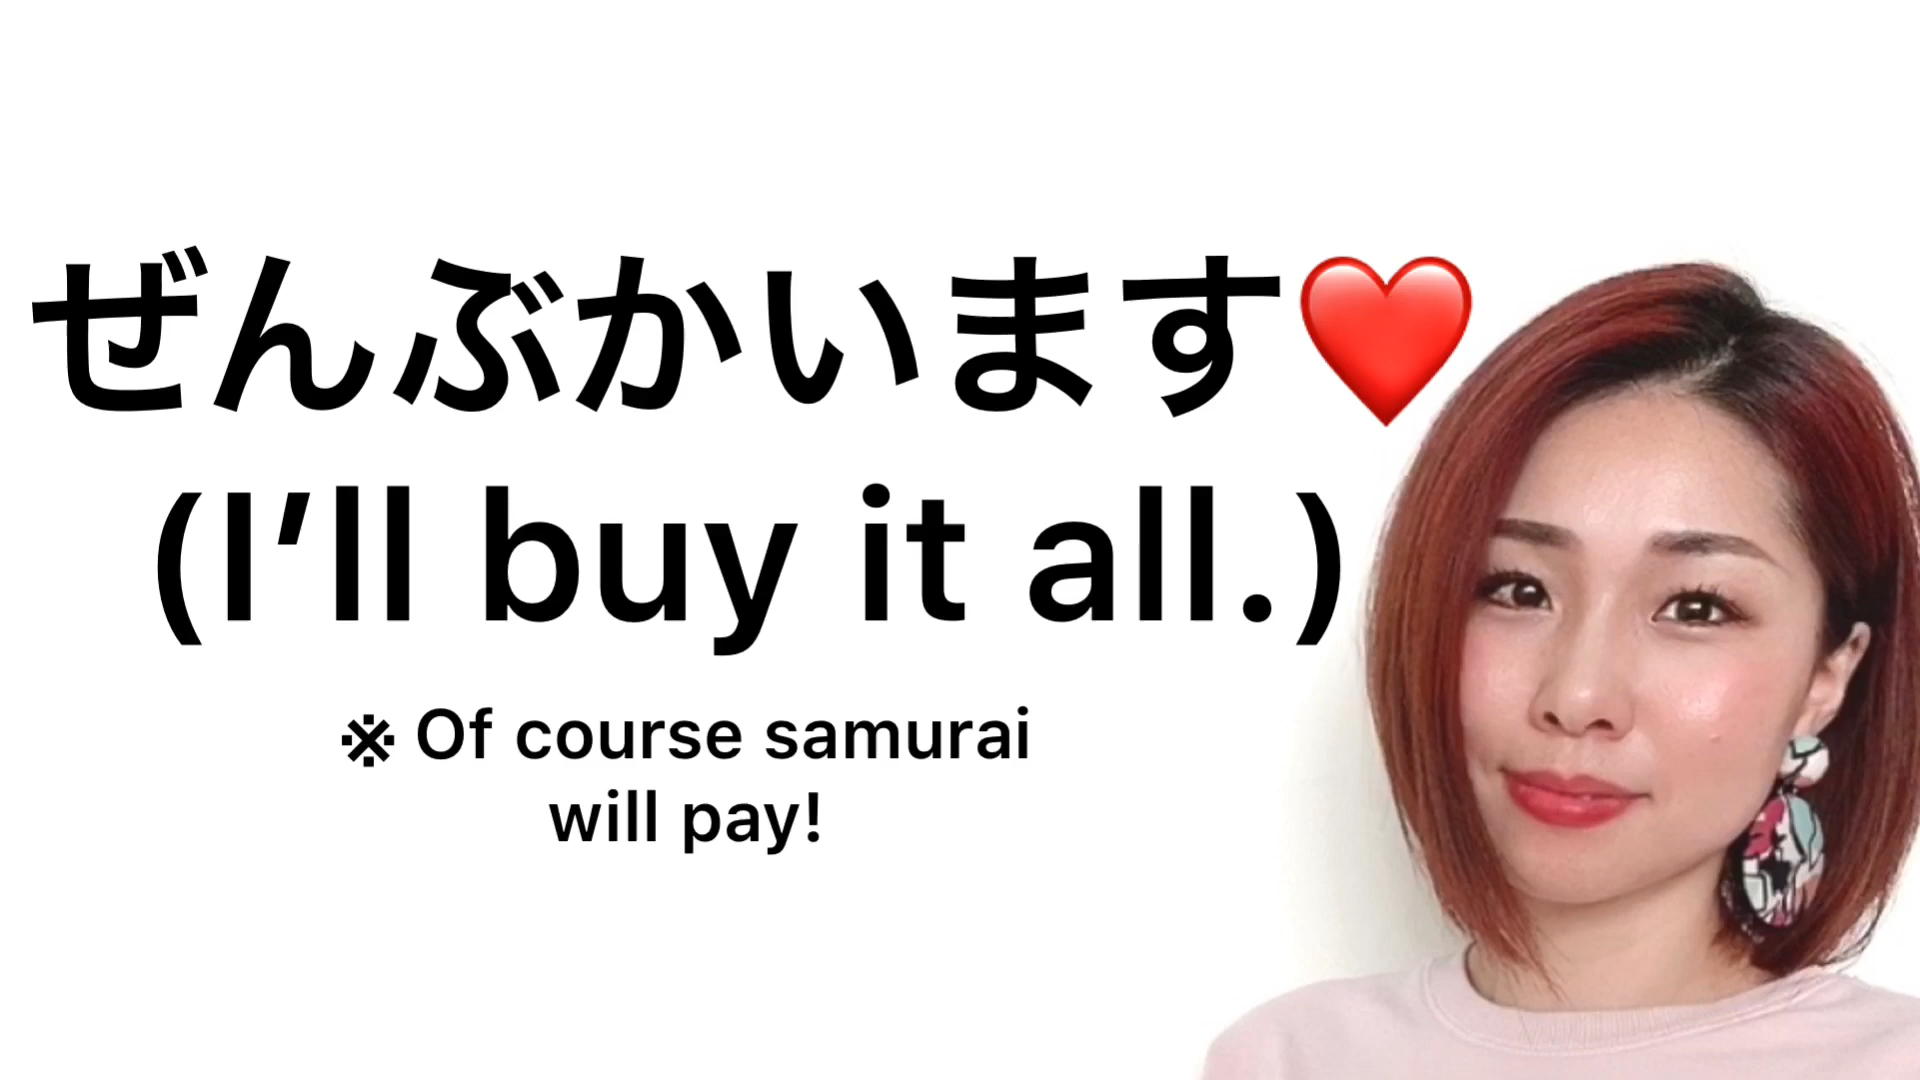 ぜんぶかいます❤️
(I’ll buy it all.)
※ Of course samurai
will pay!